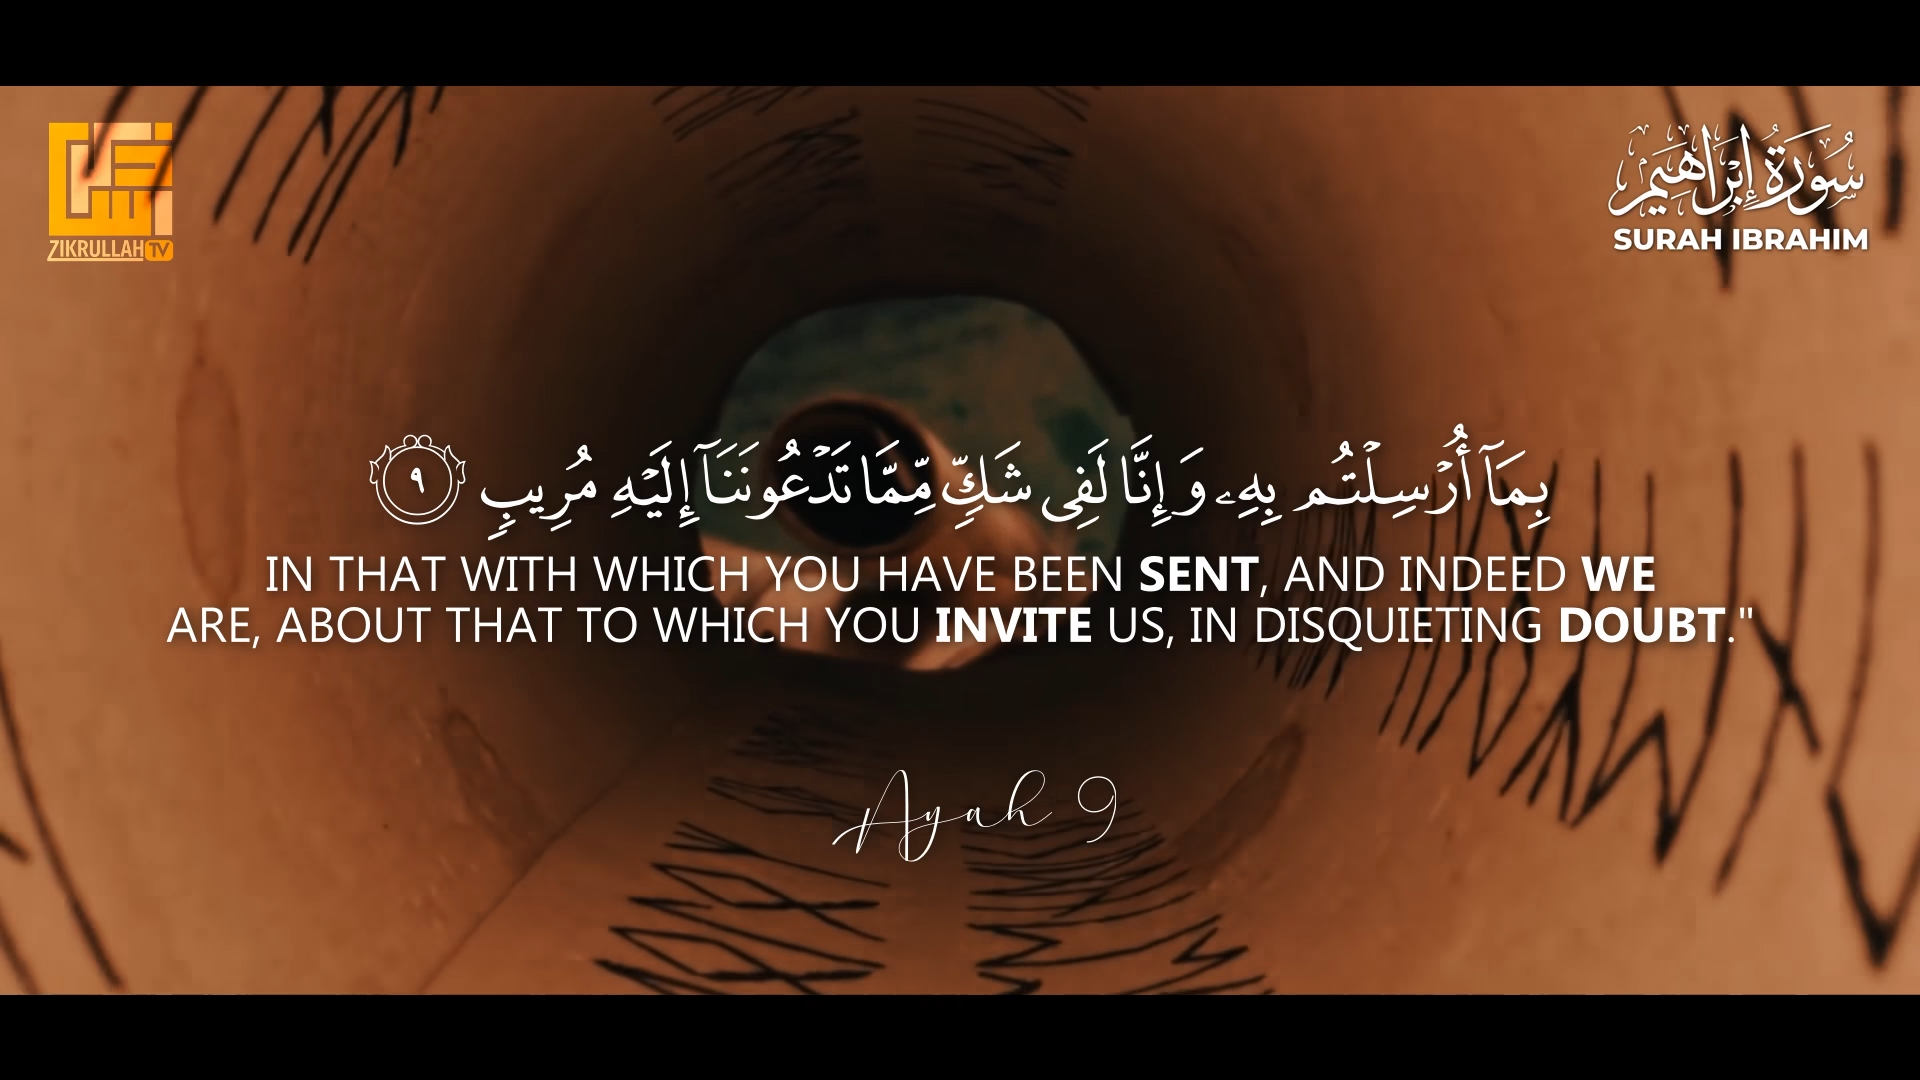 ZIKRULLAH TV
سُورَةُ إِبْرَاهِيم
SURAH IBRAHIM
بِمَآ أُرْسِلْتُم بِهِۦ وَإِنَّا لَفِى شَكٍّ مِّمَّا تَدْعُونَنَآ إِلَيْهِ مُرِيبٍ ٩
IN THAT WITH WHICH YOU HAVE BEEN SENT, AND INDEED WE
ARE, ABOUT THAT TO WHICH YOU INVITE US, IN DISQUIETING DOUBT."
Ayah 9